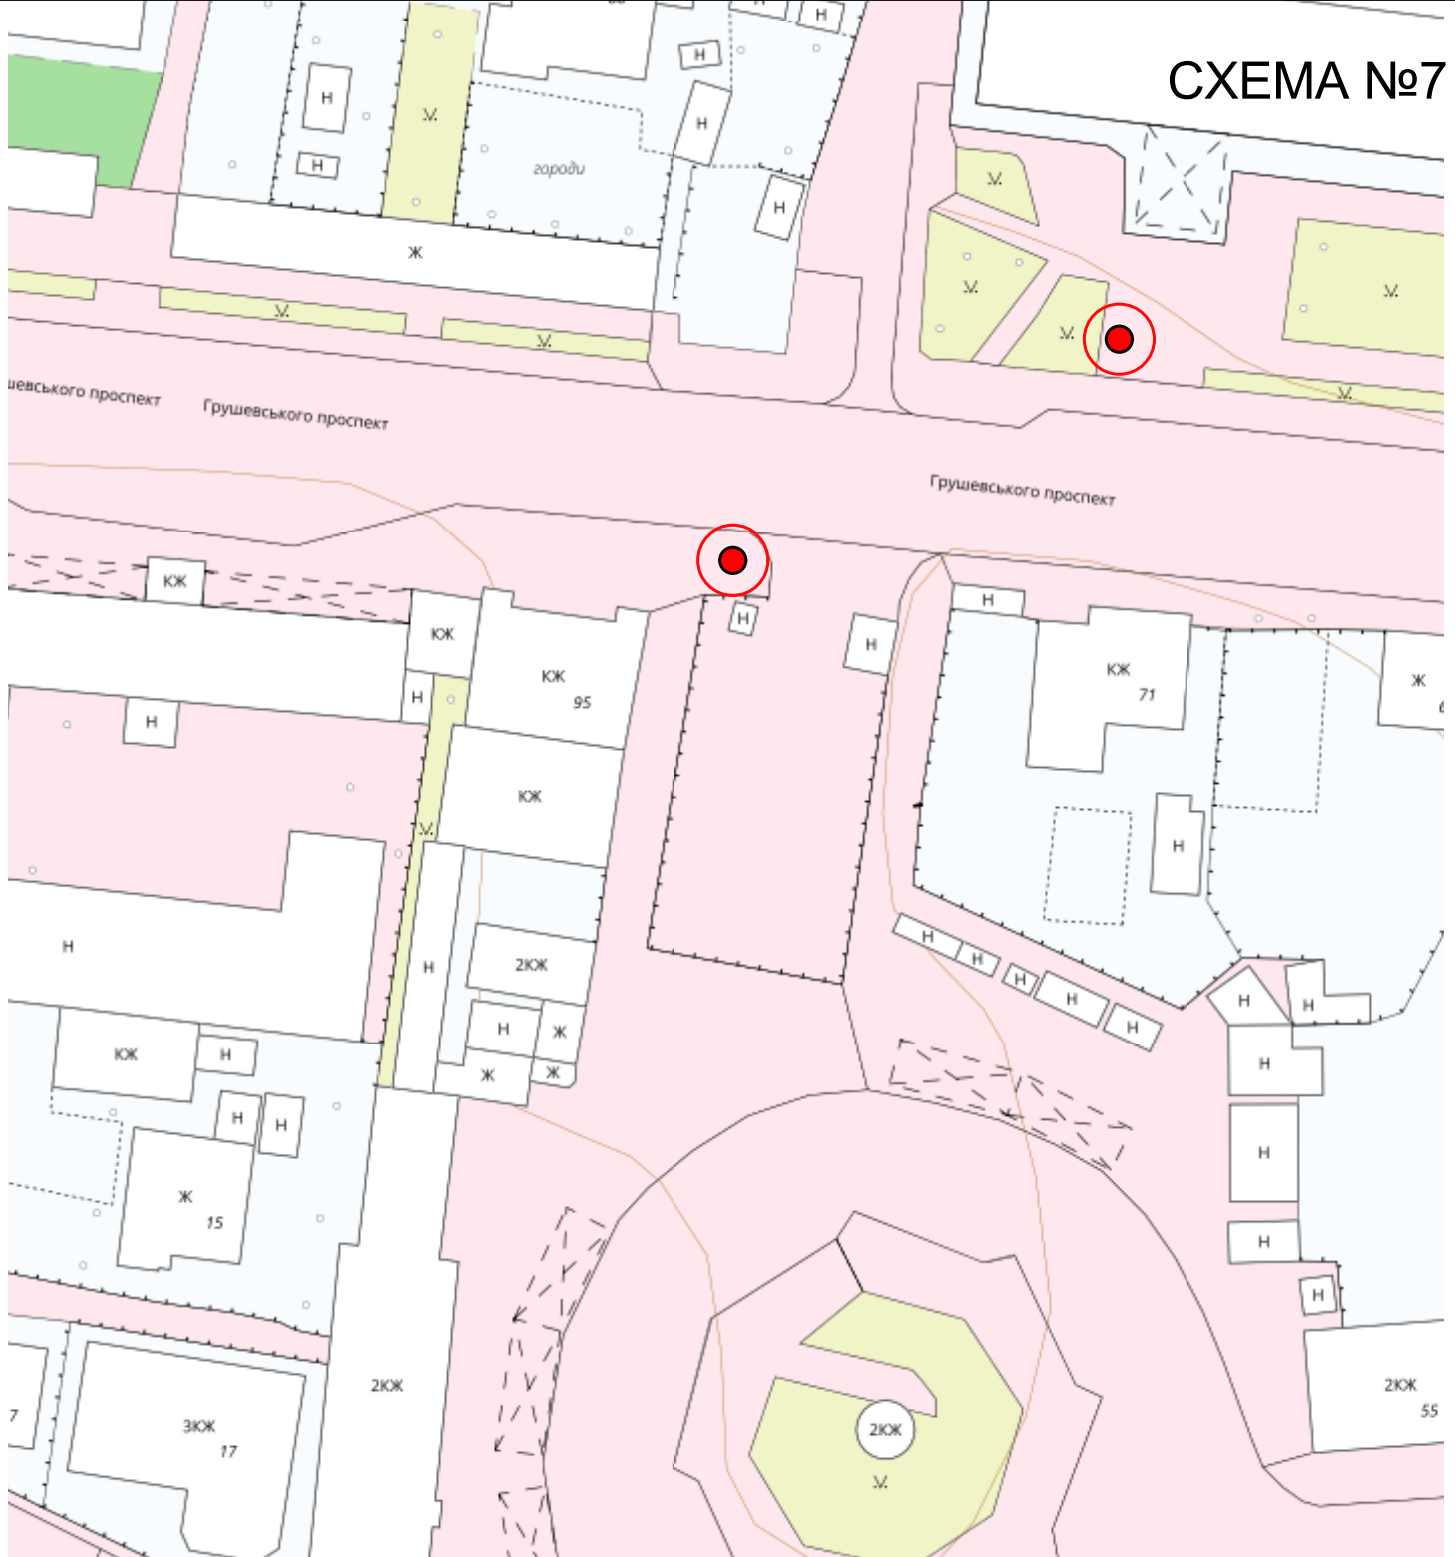 СХЕМА №7
Н
Н
Н
Н
городи
Н
Н
Ж
шевського проспект
Грушевського проспект
Грушевського проспект
КЖ
КЖ
Н
Н
Н
КЖ
95
Н
Н
КЖ
71
Ж
Н
КЖ
Н
Н
Н
2КЖ
Н
Н
Н
Н
Н
Н
Ж
КЖ
Н
Ж
Ж
Н
Н
Н
Н
Н
Н
Ж
15
Н
Н
2КЖ
3КЖ
17
7
2КЖ
2КЖ
55